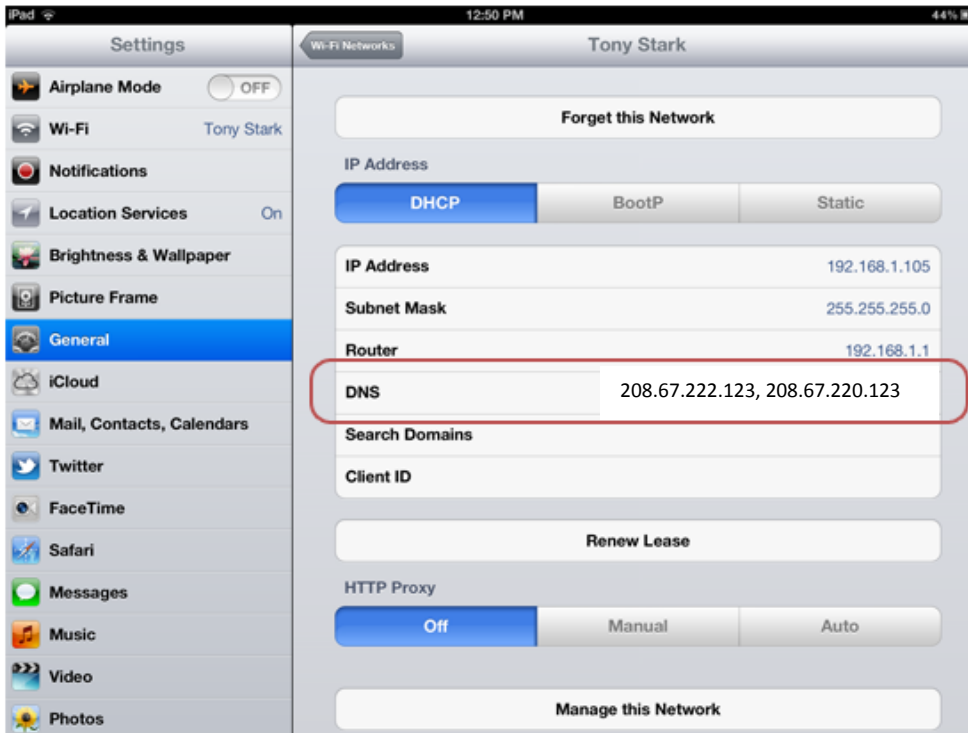 iPad 12:50 PM 44%
Settings
Airplane Mode OFF
Wi-Fi Tony Stark
Notifications
Location Services On
Brightness & Wallpaper
Picture Frame
General
iCloud
Mail, Contacts, Calendars
Twitter
FaceTime
Safari
Messages
Music
Video
Photos
Wi-Fi Networks Tony Stark
Forget this Network
IP Address
DHCP BootP Static
IP Address 192.168.1.105
Subnet Mask 255.255.255.0
Router 192.168.1.1
DNS 208.67.222.123, 208.67.220.123
Search Domains
Client ID
Renew Lease
HTTP Proxy
Off Manual Auto
Manage this Network